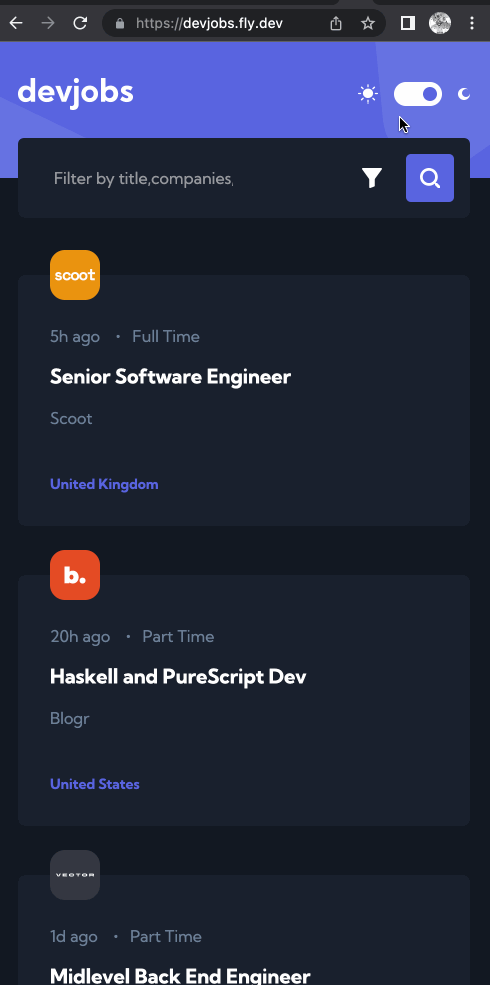 https://devjobs.fly.dev
devjobs
Filter by title,companies,
scoot
5h ago • Full Time
Senior Software Engineer
Scoot
United Kingdom
b.
20h ago • Part Time
Haskell and PureScript Dev
Blogr
United States
VECTOR
1d ago • Part Time
Midlevel Back End Engineer